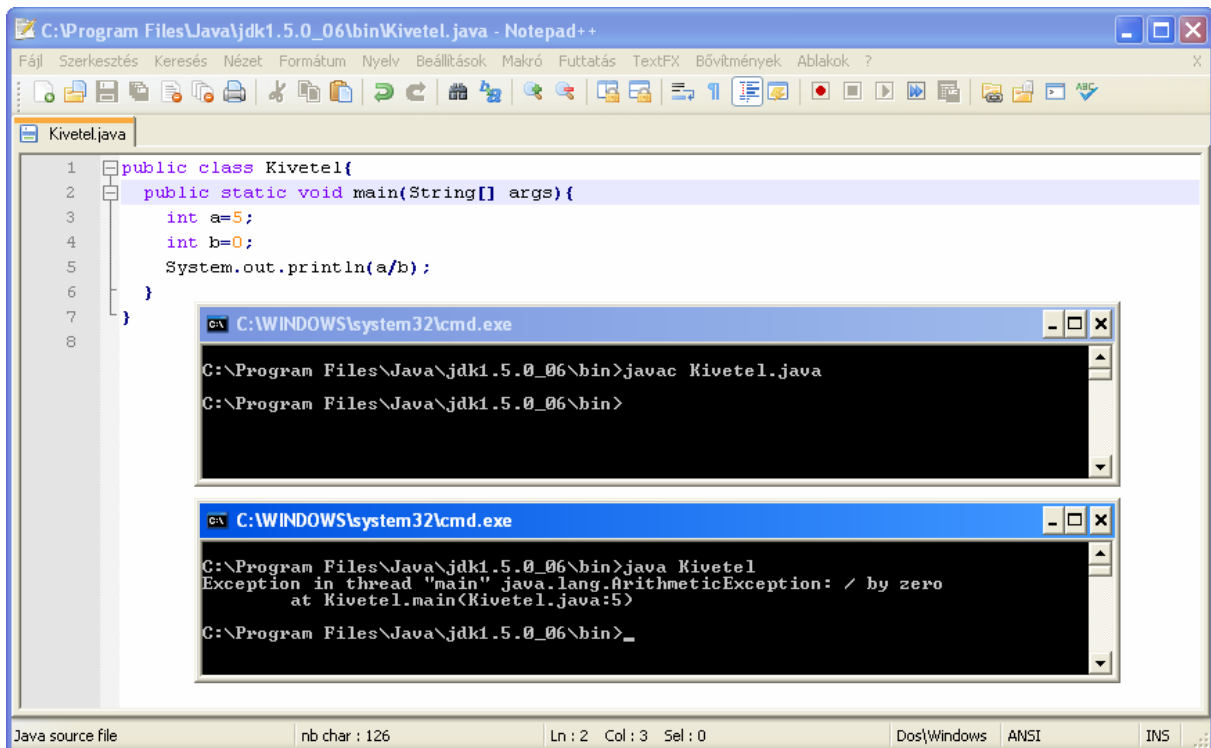 C:\Program Files\Java\jdk1.5.0_06\bin\Kivetel.java - Notepad++
Fájl Szerkesztés Keresés Nézet Formátum Nyelv Beállítások Makró Futtatás TextFX Bővítmények Ablakok ? X
Kivetel.java
1 public class Kivetel{
2 public static void main(String[] args){
3 int a=5;
4 int b=0;
5 System.out.println(a/b);
6 }
7 }
8
C:\WINDOWS\system32\cmd.exe
C:\Program Files\Java\jdk1.5.0_06\bin>javac Kivetel.java
C:\Program Files\Java\jdk1.5.0_06\bin>
C:\WINDOWS\system32\cmd.exe
C:\Program Files\Java\jdk1.5.0_06\bin>java Kivetel
Exception in thread "main" java.lang.ArithmeticException: / by zero
at Kivetel.main(Kivetel.java:5)
C:\Program Files\Java\jdk1.5.0_06\bin>_
Java source file nb char : 126 Ln : 2 Col : 3 Sel : 0 Dos\Windows ANSI INS